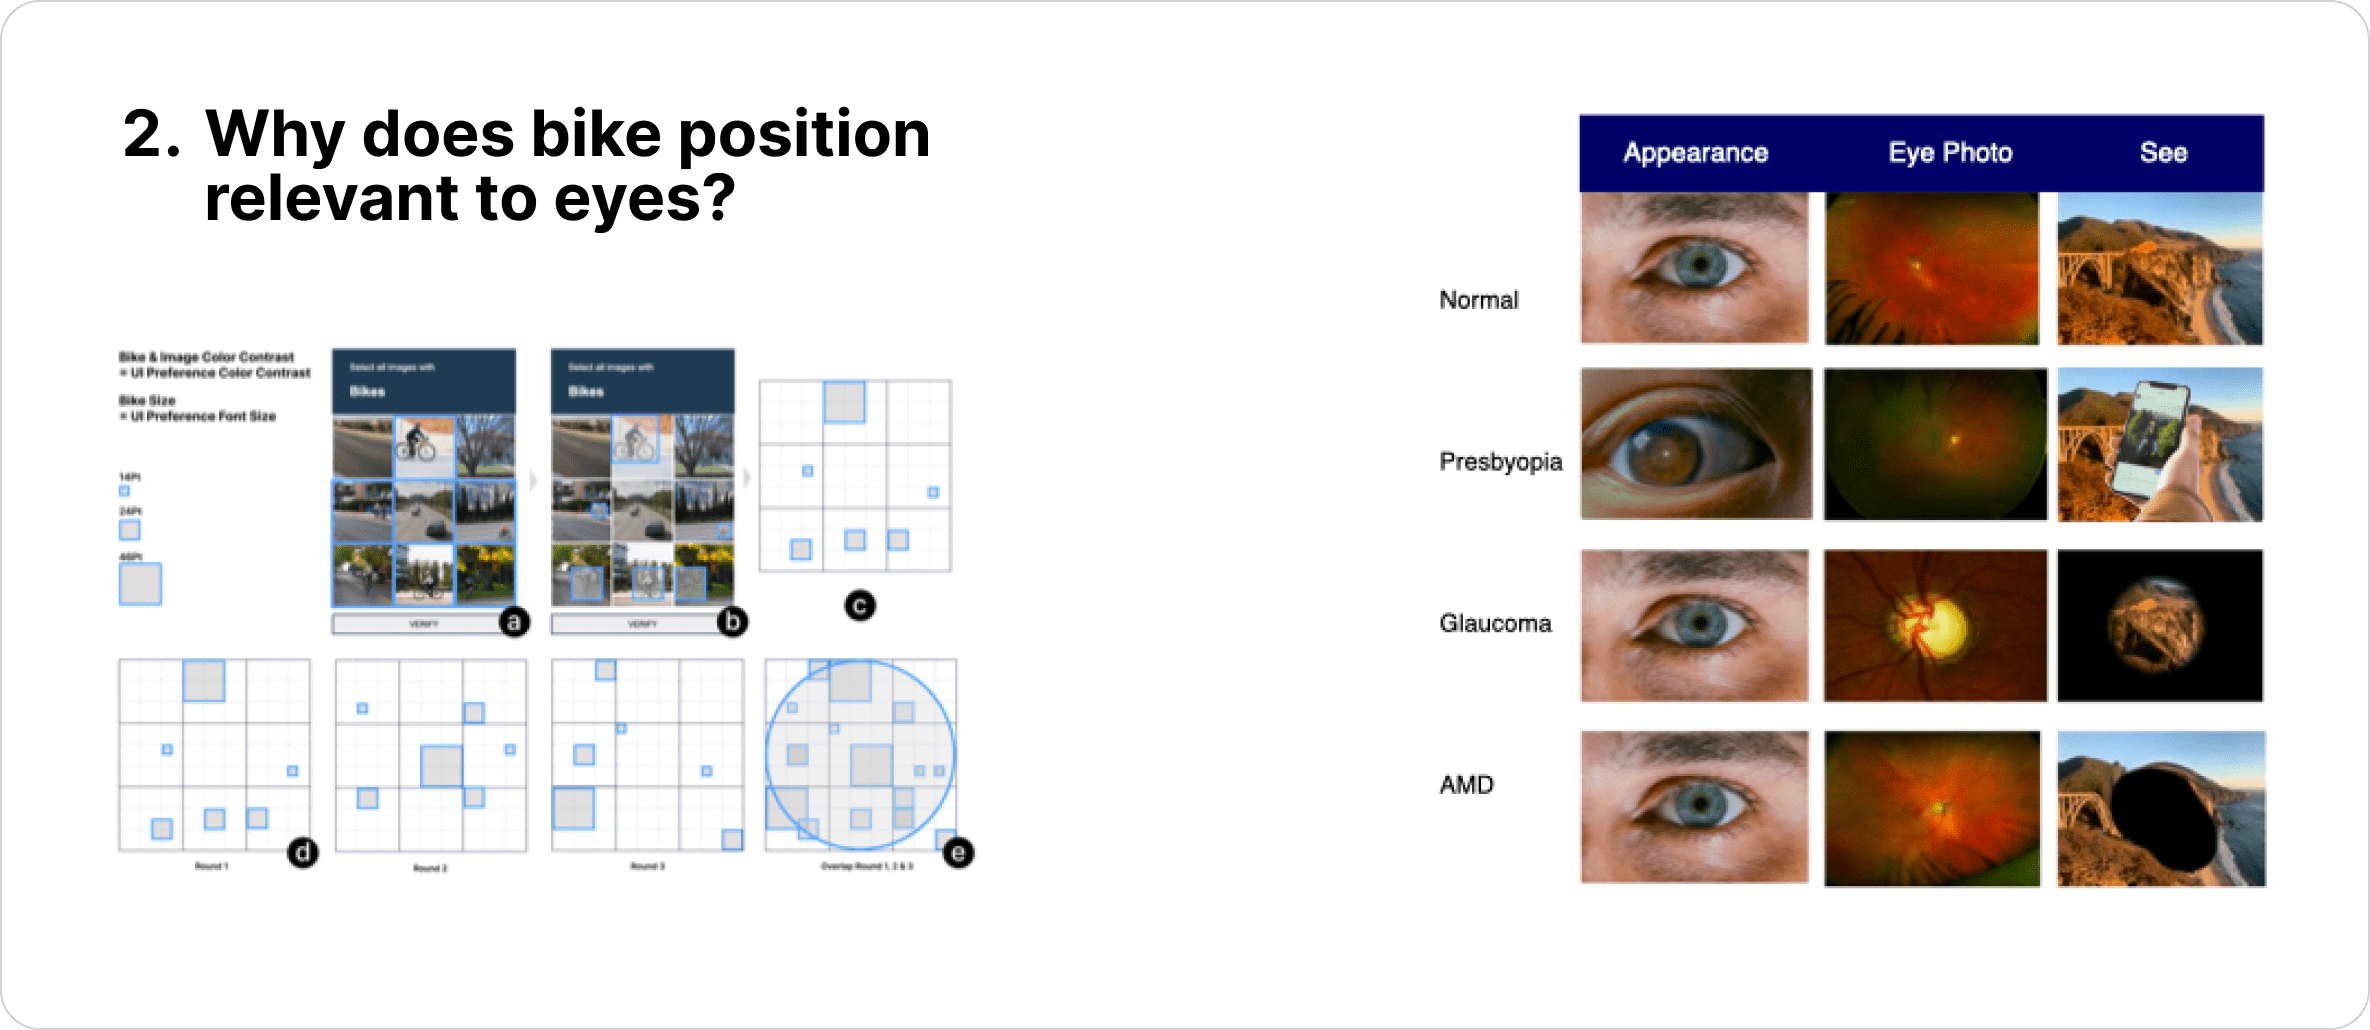 2. Why does bike position
relevant to eyes?
Bike & Image Color Contrast
= UI Preference Color Contrast
Bike Size
= UI Preference Font Size
14Pt
24Pt
46Pt
Select all images with
Bikes
VERIFY
a
Select all images with
Bikes
VERIFY
b
c
d
Round 1
Round 2
Round 3
e
Overlap Round 1, 2 & 3
Appearance Eye Photo See
Normal
Presbyopia
Glaucoma
AMD